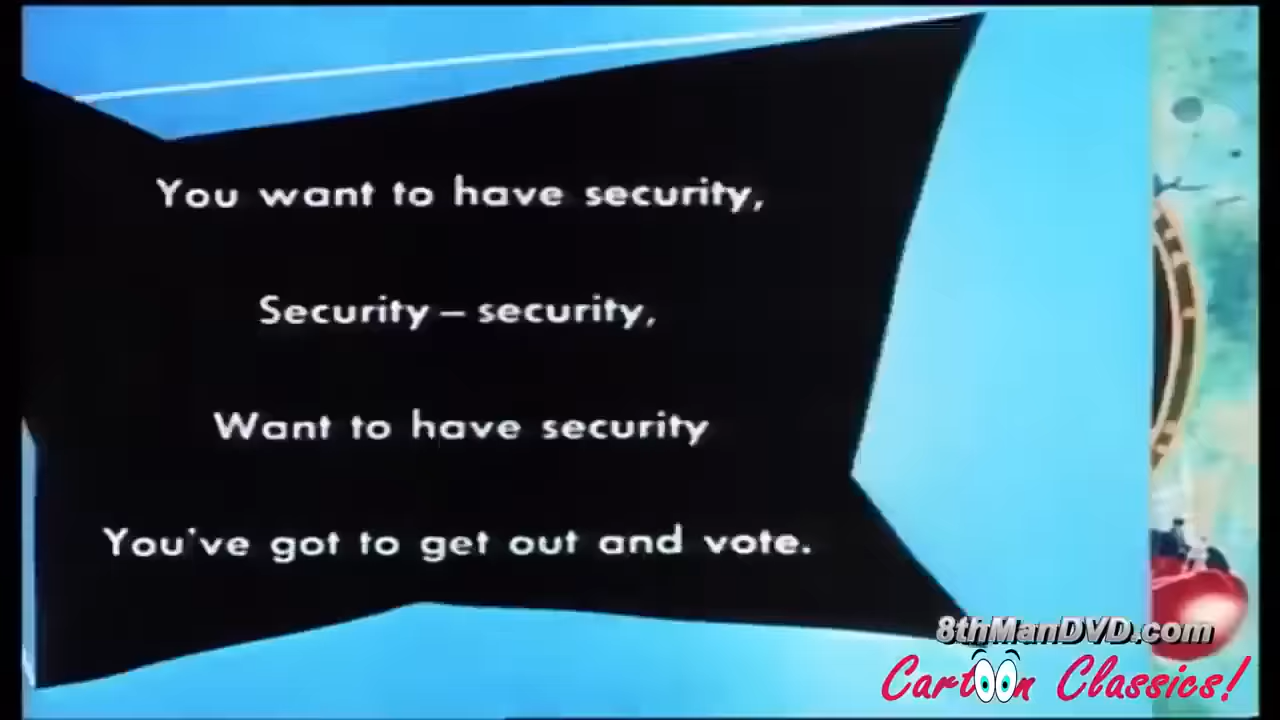 You want to have security,
Security – security,
Want to have security
You've got to get out and vote.
8thManDVD.com
Cartoon Classics!